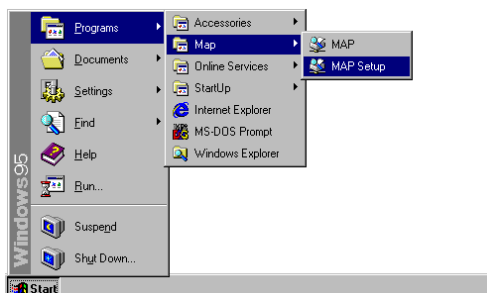 Programs
Documents
Settings
Find
Help
Run...
Suspend
Shut Down...
Windows95
Start
Accessories
Map
Online Services
StartUp
Internet Explorer
MS-DOS Prompt
Windows Explorer
MAP
MAP Setup